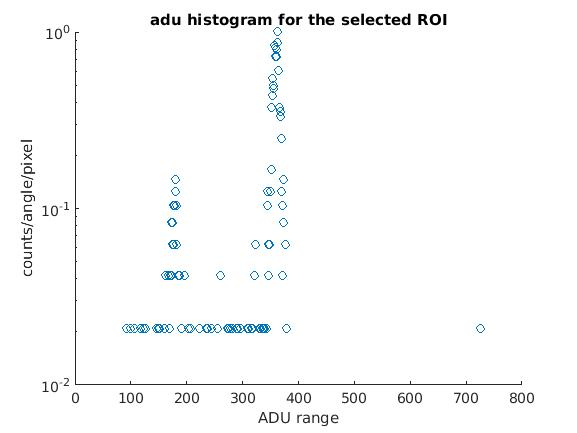 adu histogram for the selected ROI
10^0
10^-1
10^-2
counts/angle/pixel
0 100 200 300 400 500 600 700 800
ADU range